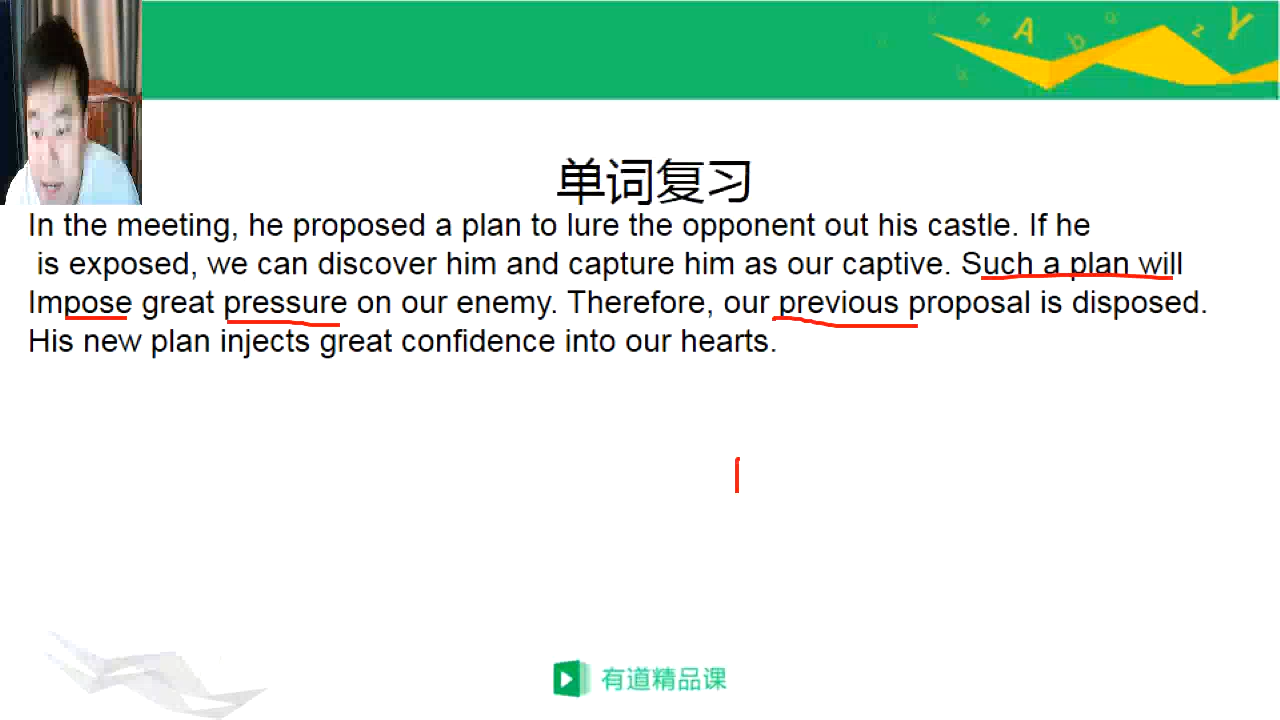 A
b
a
z
Y
单词复习
In the meeting, he proposed a plan to lure the opponent out his castle. If he
is exposed, we can discover him and capture him as our captive. Such a plan will
Impose great pressure on our enemy. Therefore, our previous proposal is disposed.
His new plan injects great confidence into our hearts.
有道精品课